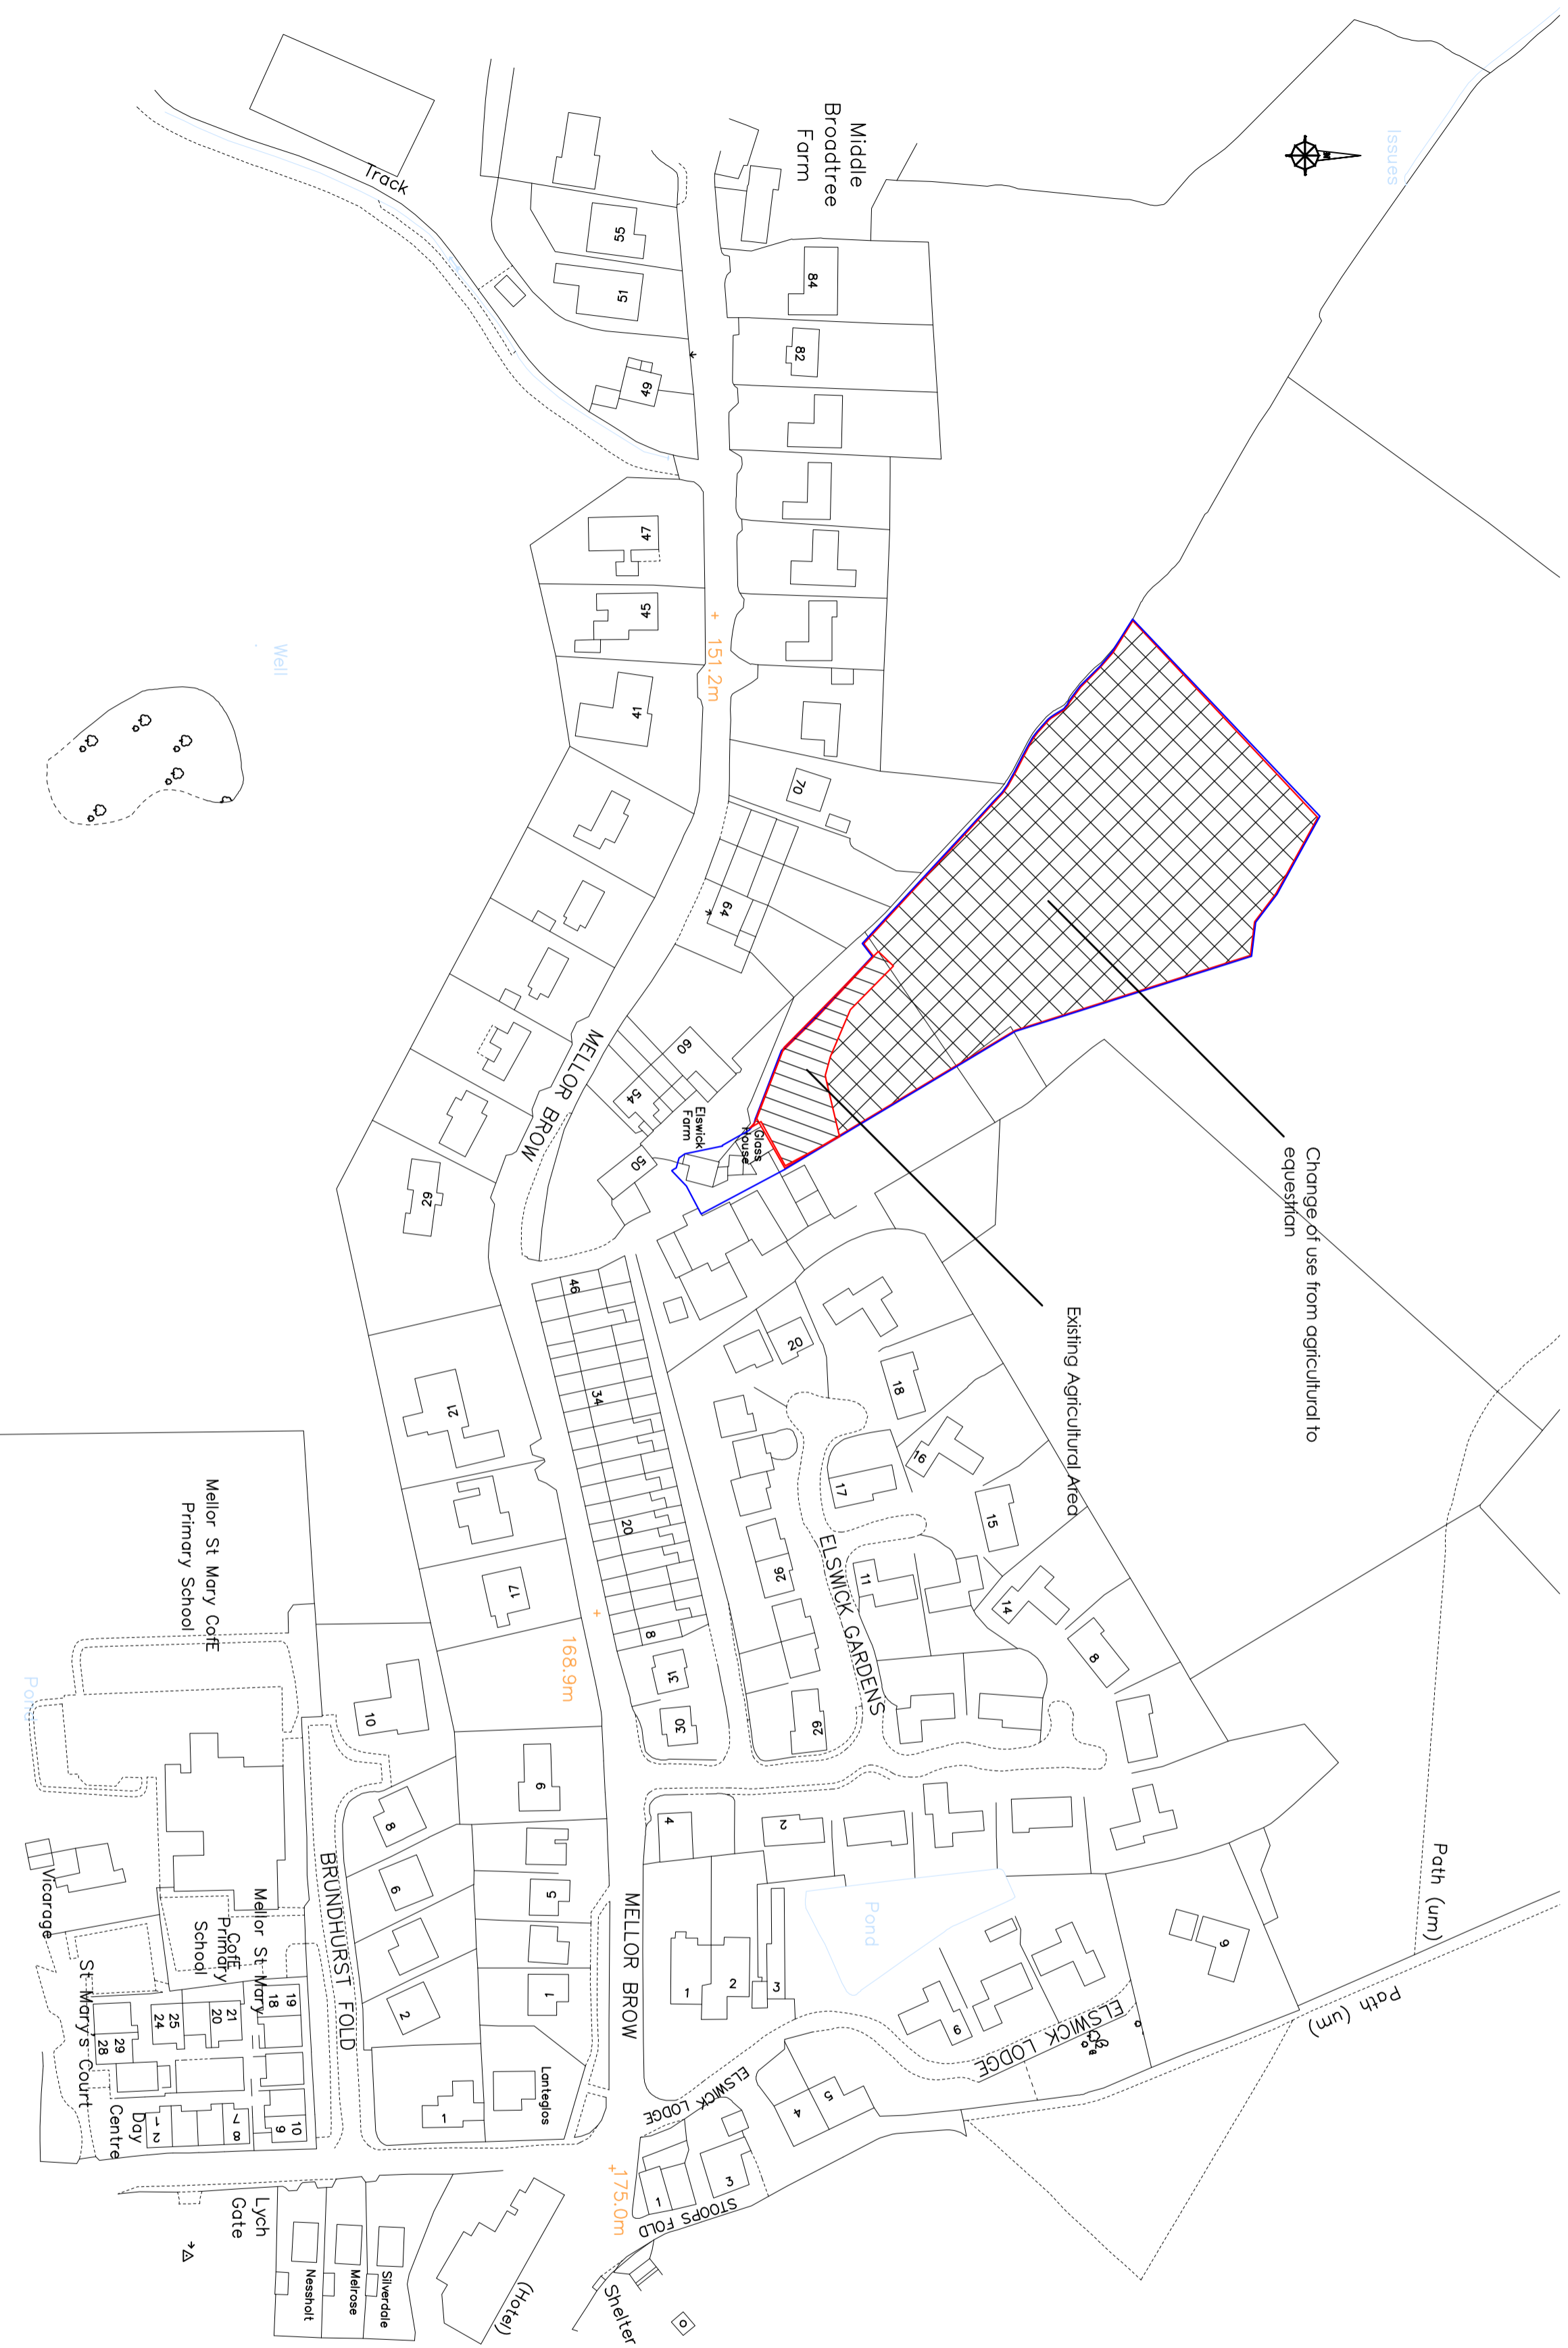 Issues
Change of use from agricultural to
equestrian
Existing Agricultural Area
Path (um)
Path (um)
Middle
Broadtree
Farm
84
82
70
64
60
54
50
Elswick
Farm
Glass
House
151.2m
Track
55
51
49
47
45
41
MELLOR BROW
29
21
17
46
34
20
8
31
30
168.9m
20
18
16
17
15
14
11
8
26
29
ELSWICK GARDENS
Well
Mellor St Mary CofE
Primary School
Pond
10
8
6
2
9
5
1
1
Lanteglos
BRUNDHURST FOLD
MELLOR BROW
4
2
1
2
3
Pond
9
9
ELSWICK LODGE
ELSWICK LODGE
5
4
3
1
STOOPS FOLD
175.0m
Shelter
(Hotel)
Vicarage
Mellor St Mary
CofE
Primary
School
St Mary's Court
19
18
21
20
25
24
29
28
Day
Centre
1
2
7
8
10
9
Lych
Gate
Silverdale
Melrose
Nessholt